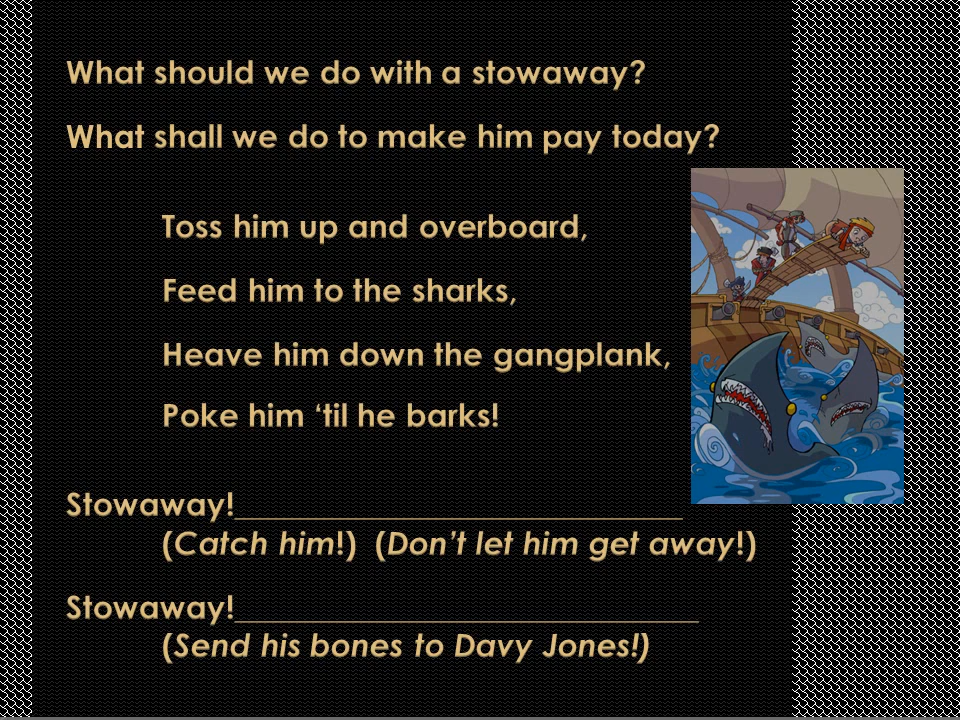 What should we do with a stowaway?
What shall we do to make him pay today?
Toss him up and overboard,
Feed him to the sharks,
Heave him down the gangplank,
Poke him ‘til he barks!
Stowaway!____________________________
(Catch him!) (Don’t let him get away!)
Stowaway!_____________________________
(Send his bones to Davy Jones!)